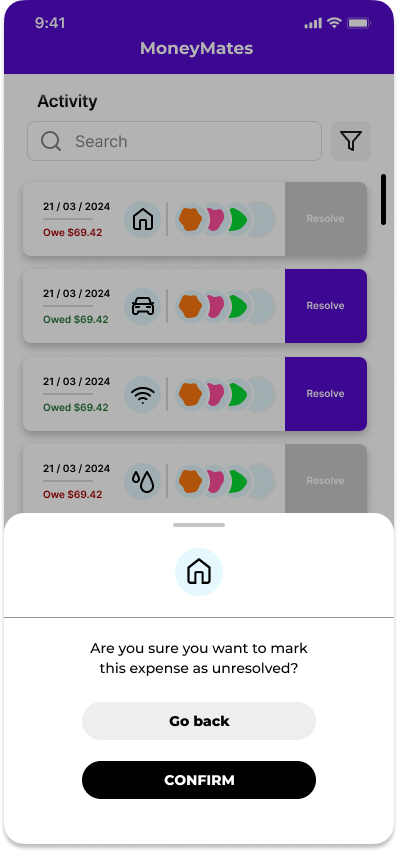 9:41
MoneyMates
Activity
Search
21 / 03 / 2024
Owe $69.42
Resolve
21 / 03 / 2024
Owed $69.42
Resolve
21 / 03 / 2024
Owed $69.42
Resolve
21 / 03 / 2024
Owe $69.42
Resolve
Are you sure you want to mark
this expense as unresolved?
Go back
CONFIRM